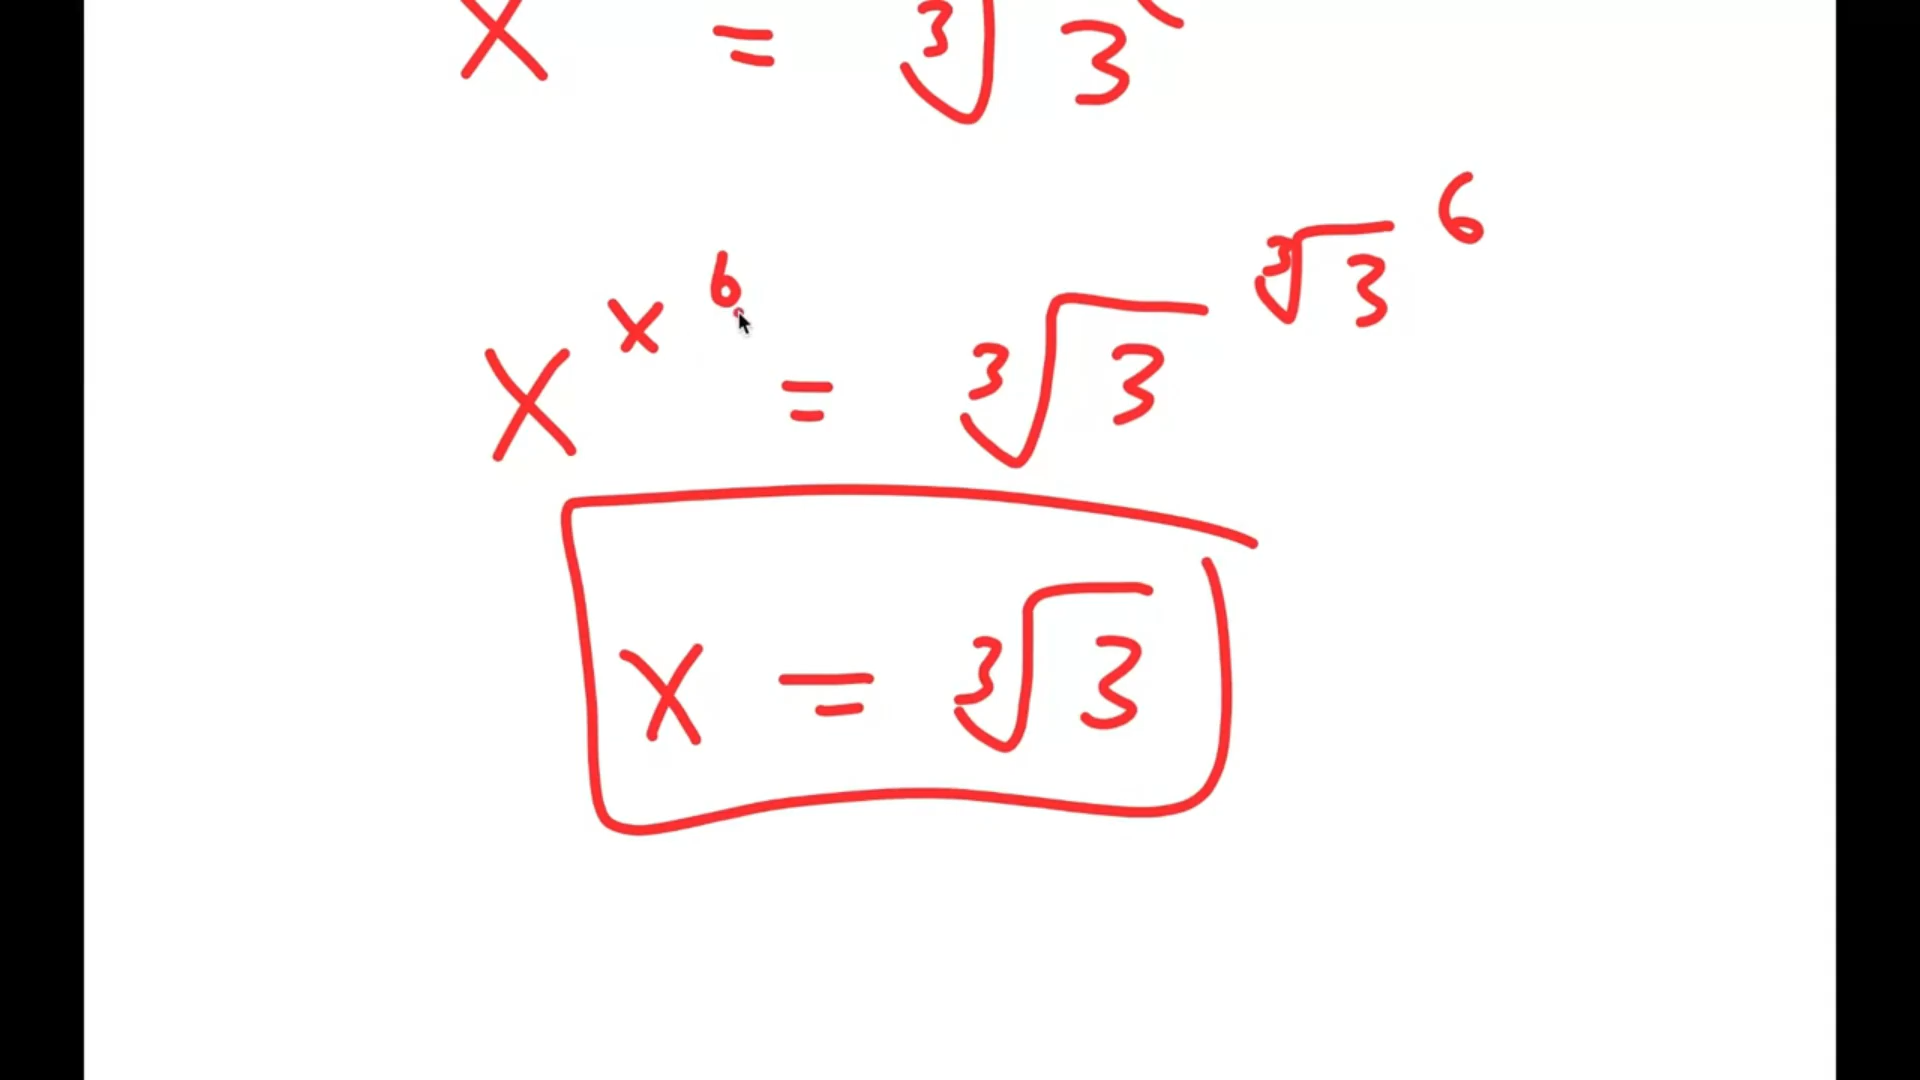 x = ∛3
x^x^6 = ∛3^∛3^6
x = ∛3